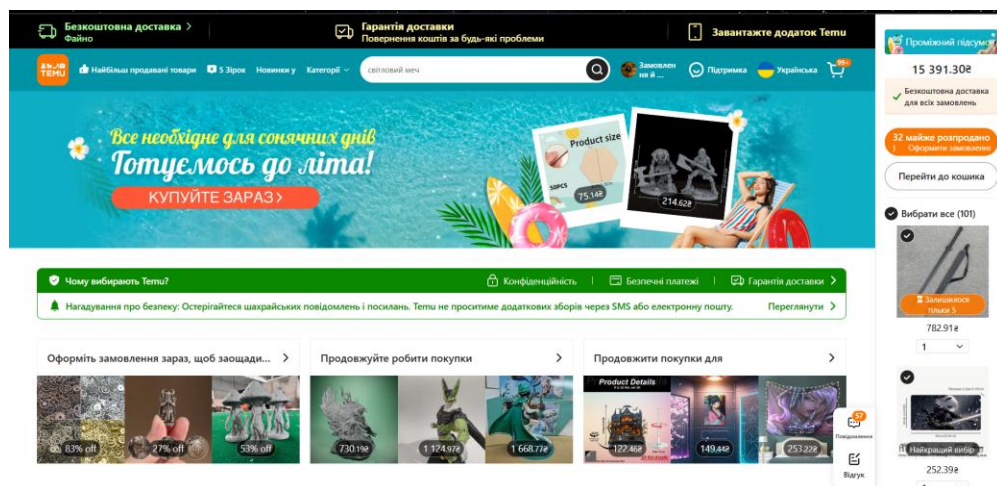 Безкоштовна доставка >
Файно
Гарантія доставки
Повернення коштів за будь-які проблеми
Завантажте додаток Temu
TEMU
Найбільш продавані товари
5 Зірок
Новинки у
Категорії
світловий меч
Замовлен
ня й ...
Підтримка
Українська
99+
Все необхідне для сонячних днів
Готуємось до літа!
КУПУЙТЕ ЗАРАЗ>
Product size
50PCS
75.14₴
214.62₴
Чому вибирають Temu?
Конфіденційність
Безпечні платежі
Гарантія доставки >
Нагадування про безпеку: Остерігайтеся шахрайських повідомлень і посилань. Temu не проситиме додаткових зборів через SMS або електронну пошту.
Переглянути >
Оформіть замовлення зараз, щоб заощади... >
83% off
27% off
53% off
Продовжуйте робити покупки >
730.19₴
1 124.97₴
1 668.77₴
Продовжити покупки для >
Product Details
122.46₴
149.44₴
253.22₴
57
Повідомлення
Відгук
Проміжний підсумо
15 391.30₴
Безкоштовна доставка
для всіх замовлень
32 майже розпродано
Оформити замовлення
Перейти до кошика
Вибрати все (101)
Залишилося
тільки 5
782.91₴
1
Найкращий вибір
252.39₴
1